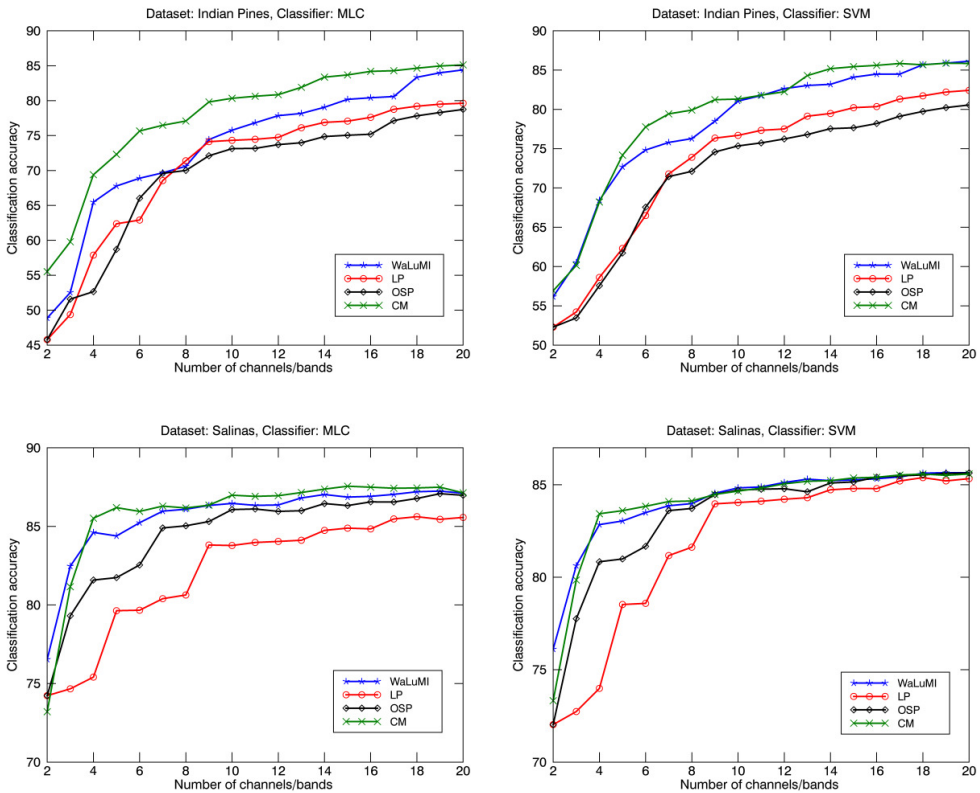 Dataset: Indian Pines, Classifier: MLC
90
85
80
75
70
65
60
55
50
45
Classification accuracy
WaLuMI
LP
OSP
CM
2 4 6 8 10 12 14 16 18 20
Number of channels/bands
Dataset: Indian Pines, Classifier: SVM
90
85
80
75
70
65
60
55
50
Classification accuracy
WaLuMI
LP
OSP
CM
2 4 6 8 10 12 14 16 18 20
Number of channels/bands
Dataset: Salinas, Classifier: MLC
90
85
80
75
70
Classification accuracy
WaLuMI
LP
OSP
CM
2 4 6 8 10 12 14 16 18 20
Number of channels/bands
Dataset: Salinas, Classifier: SVM
85
80
75
70
Classification accuracy
WaLuMI
LP
OSP
CM
2 4 6 8 10 12 14 16 18 20
Number of channels/bands